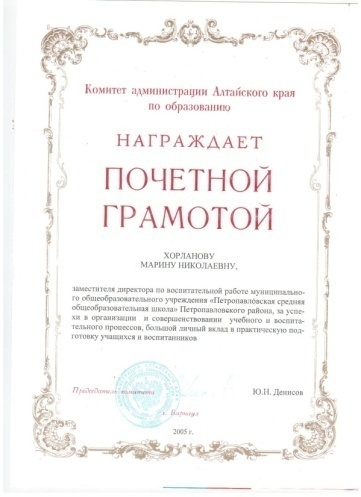 Комитет администрации Алтайского края
по образованию
НАГРАЖДАЕТ
ПОЧЕТНОЙ
ГРАМОТОЙ
ХОРЛАНОВУ
МАРИНУ НИКОЛАЕВНУ,
заместителя директора по воспитательной работе муниципально-
го общеобразовательного учреждения «Петропавловская средняя
общеобразовательная школа» Петропавловского района, за успе-
хи в организации и совершенствовании учебного и воспита-
тельного процессов, большой личный вклад в практическую под-
готовку учащихся и воспитанников
Председатель комитета
Ю.Н. Денисов
г. Барнаул
2005 г.